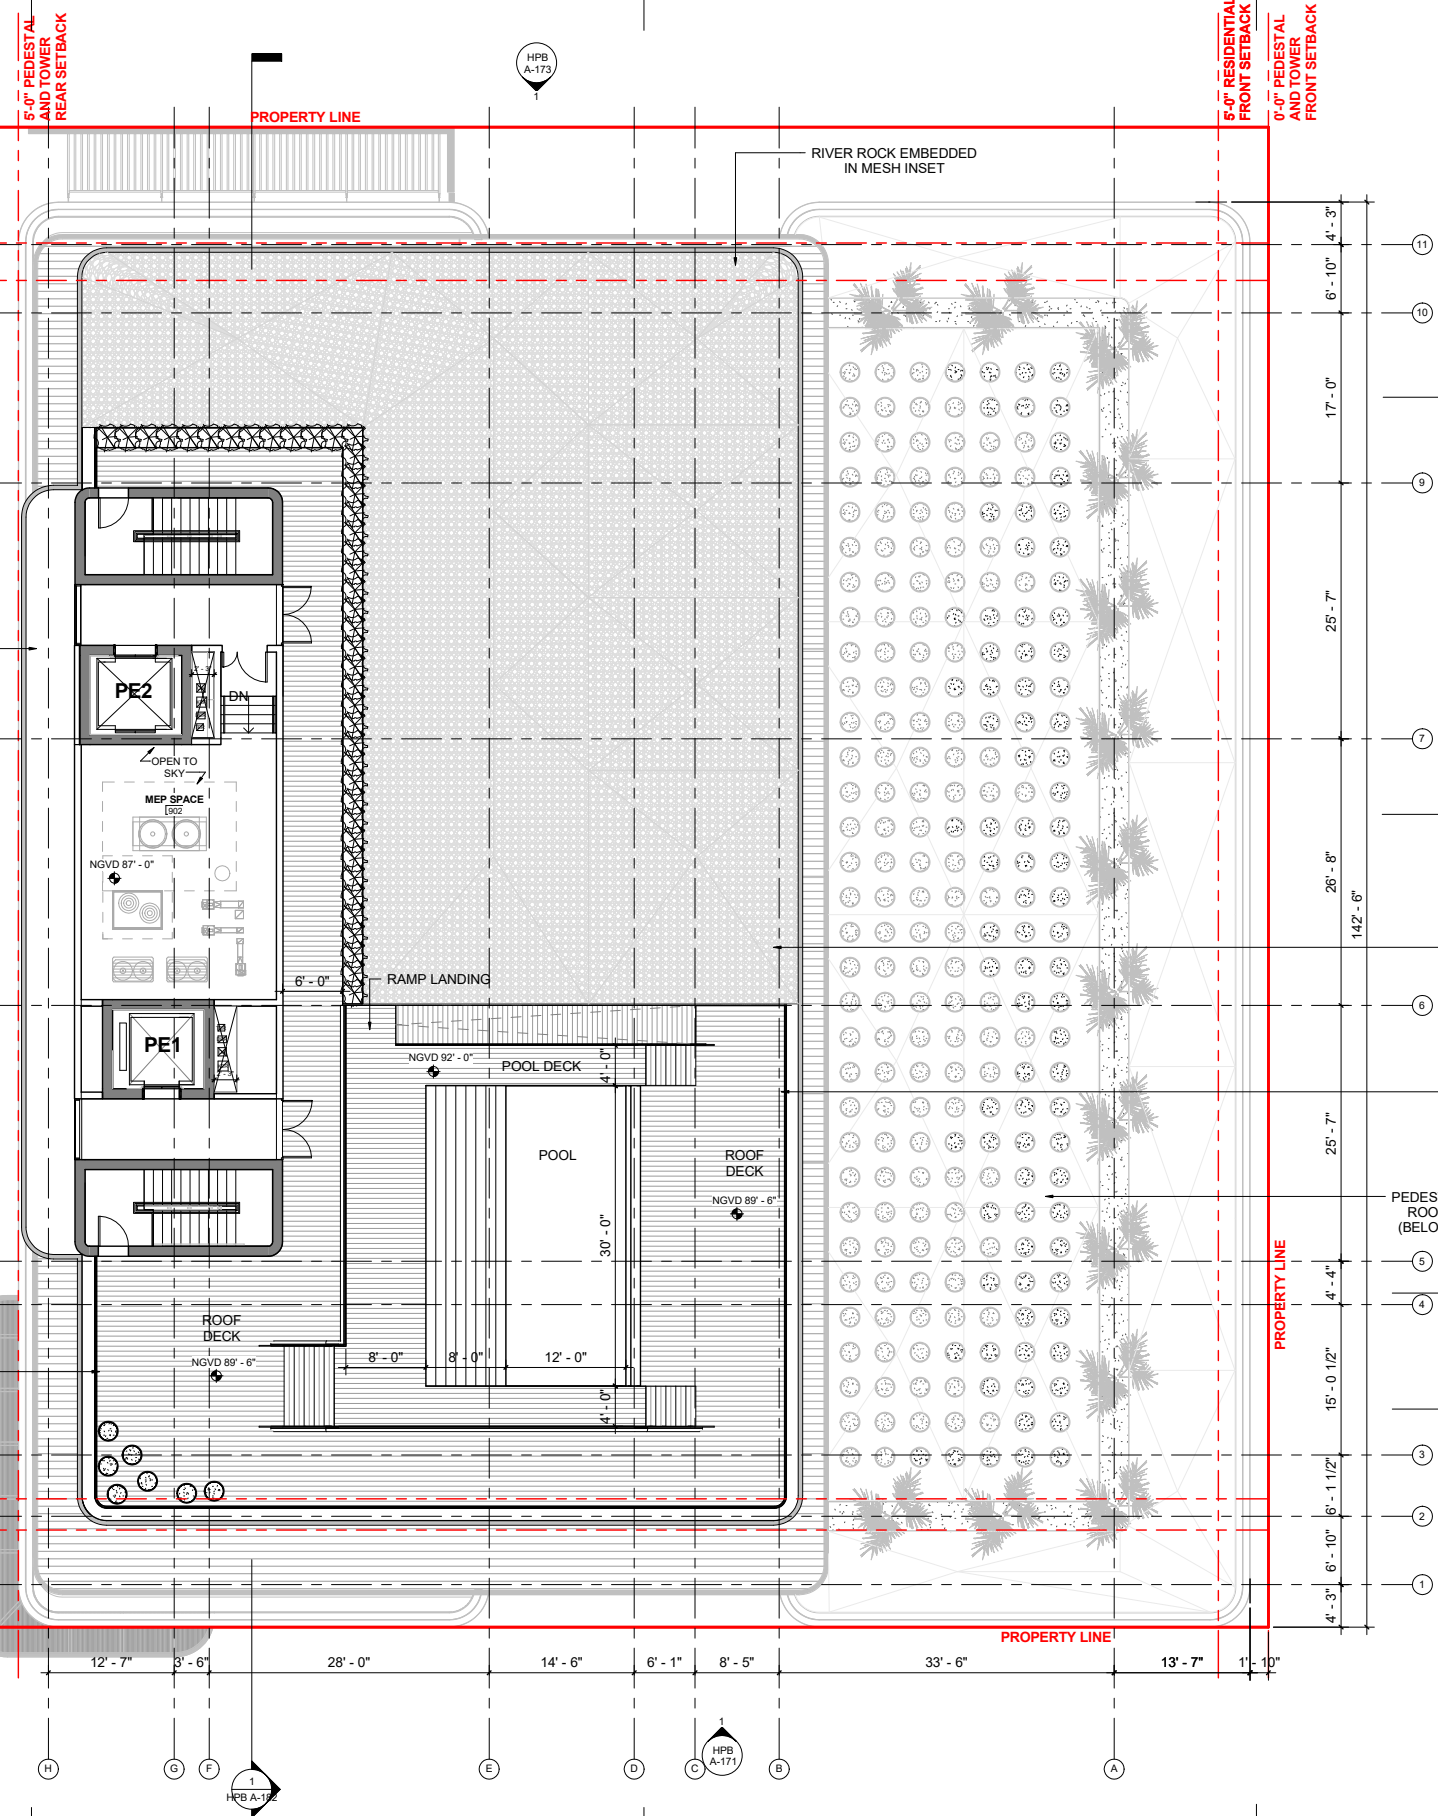 5'-0" PEDESTAL
AND TOWER
REAR SETBACK
HPB
A-173
1
5'-0" RESIDENTIAL
FRONT SETBACK
0'-0" PEDESTAL
AND TOWER
FRONT SETBACK
PROPERTY LINE
RIVER ROCK EMBEDDED
IN MESH INSET
4' - 3"
11
6' - 10"
10
17' - 0"
9
25' - 7"
PE2
DN
7
OPEN TO
SKY
MEP SPACE
902
NGVD 87' - 0"
26' - 8"
142' - 6"
6' - 0"
RAMP LANDING
6
PE1
NGVD 92' - 0"
POOL DECK
4' - 0"
25' - 7"
POOL
ROOF
DECK
NGVD 89' - 6"
30' - 0"
PEDES
ROO
(BELO
PROPERTY LINE
5
4' - 4"
4
ROOF
DECK
NGVD 89' - 6"
8' - 0"
8' - 0"
12' - 0"
15' - 0 1/2"
4' - 0"
3
6' - 1 1/2"
2
6' - 10"
1
4' - 3"
PROPERTY LINE
12' - 7"
3' - 6"
28' - 0"
14' - 6"
6' - 1"
8' - 5"
33' - 6"
13' - 7"
1' - 10"
H
G
F
E
D
C
B
A
1
HPB
A-171
1
HPB A-182